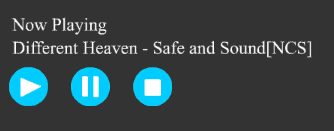 Now Playing
Different Heaven - Safe and Sound[NCS]